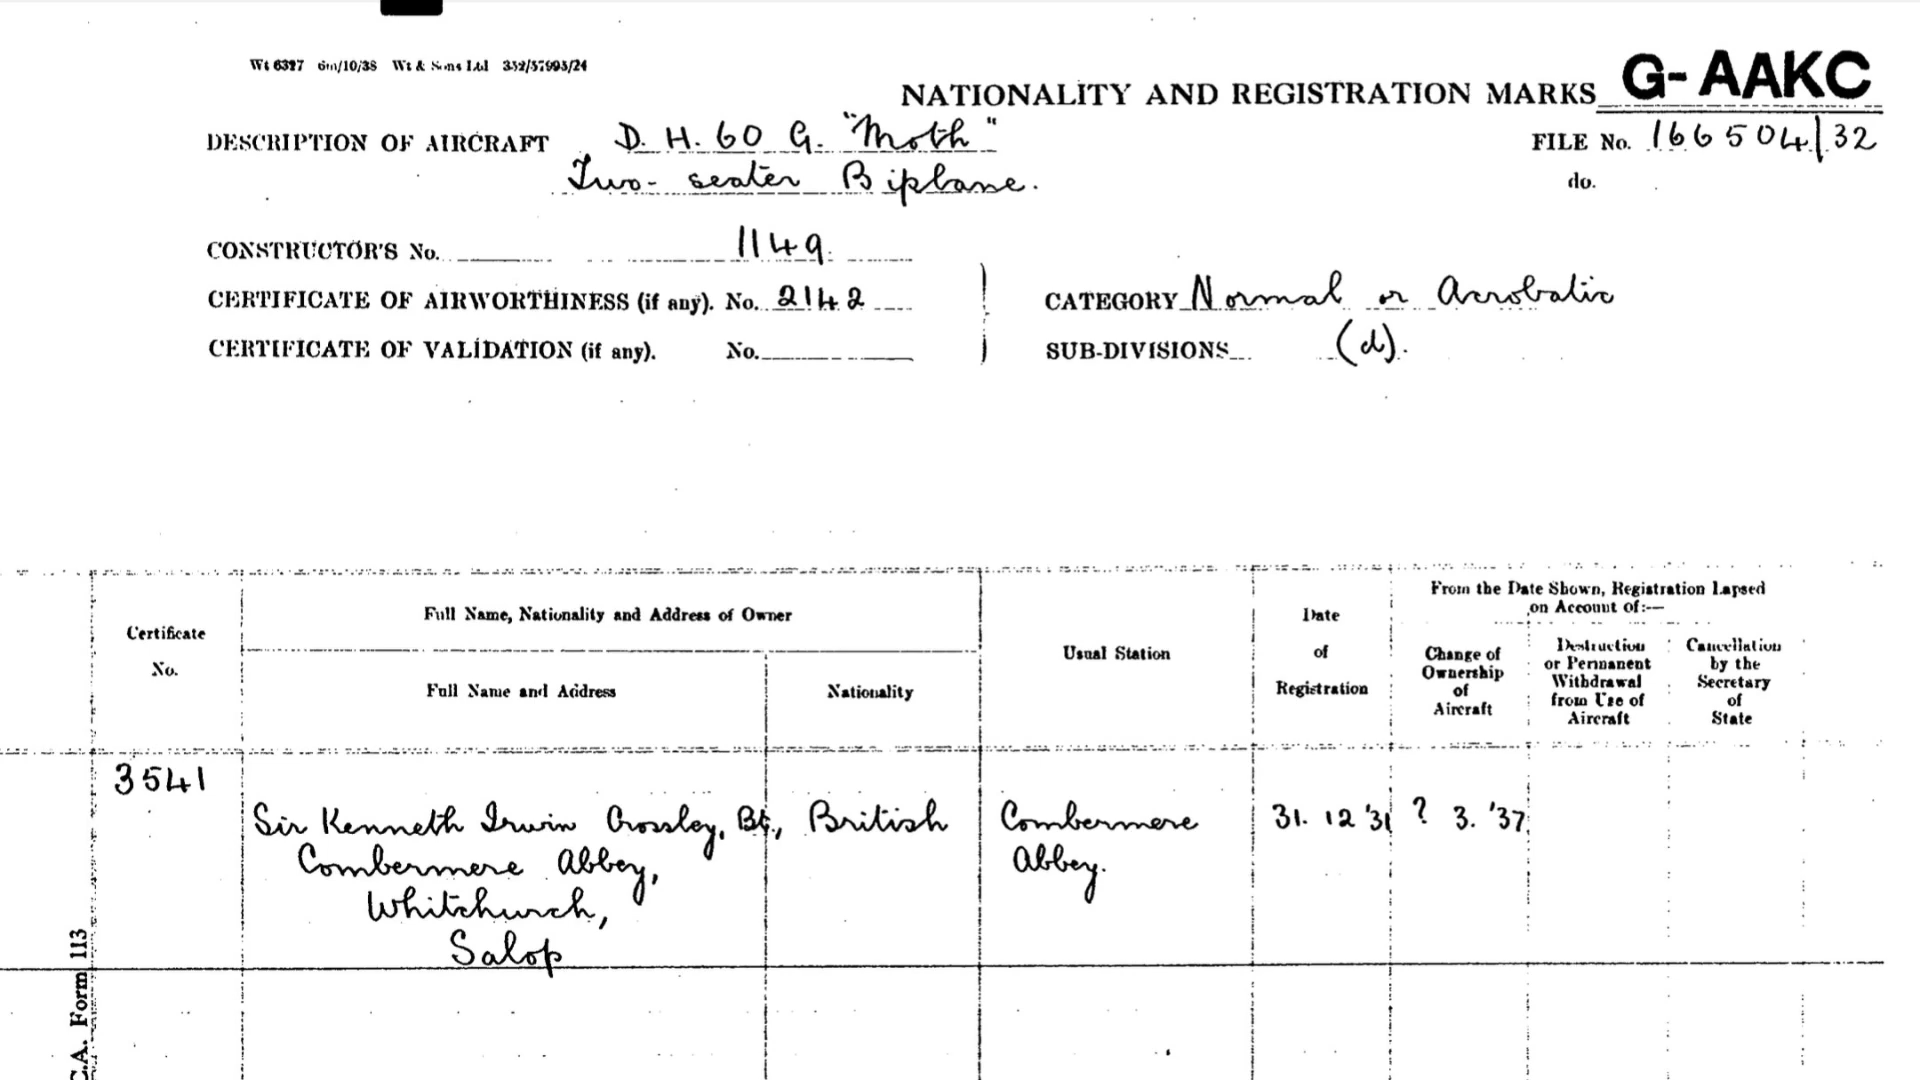 Wt 6327 6m/10/38 Wt & Sons Ltd 352/57995/24
NATIONALITY AND REGISTRATION MARKS G-AAKC
DESCRIPTION OF AIRCRAFT D. H. 60 G. "Moth"
Two-seater Biplane.
FILE No. 166504/32
do.
CONSTRUCTOR'S No. 1149.
CERTIFICATE OF AIRWORTHINESS (if any). No. 2142
CERTIFICATE OF VALIDATION (if any). No.
CATEGORY Normal or Acrobatic
SUB-DIVISIONS (d).
Certificate
No.
Full Name, Nationality and Address of Owner
Full Name and Address
Nationality
Usual Station
Date
of
Registration
From the Date Shown, Registration Lapsed
on Account of:—
Change of
Ownership
of
Aircraft
Destruction
or Permanent
Withdrawal
from Use of
Aircraft
Cancellation
by the
Secretary
of
State
3541
Sir Kenneth Irwin Crossley, Bt.,
Combermere Abbey,
Whitchurch,
Salop
British
Combermere
Abbey.
31. 12 '31
? 3. '37
C.A. Form 113